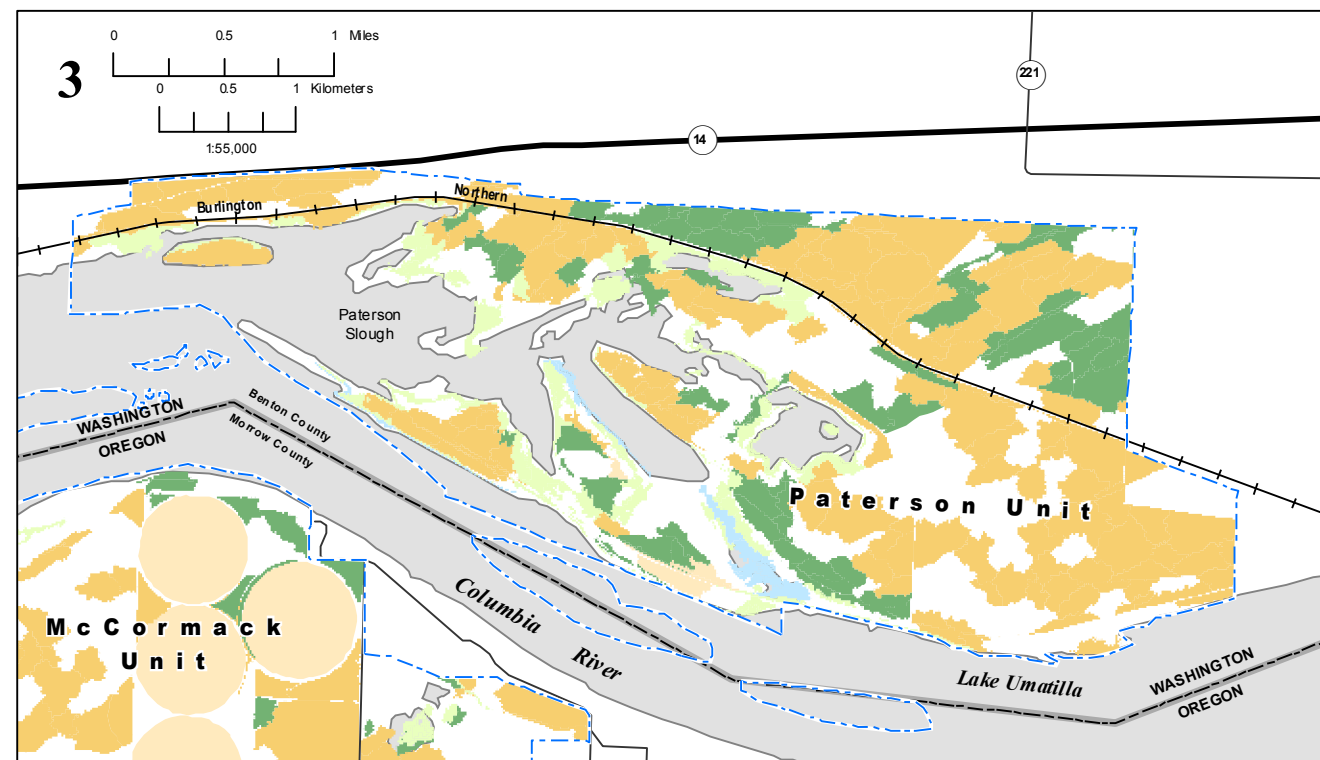 0 0.5 1 Miles
3
0 0.5 1 Kilometers
1:55,000
221
14
Burlington
Northern
Paterson
Slough
WASHINGTON
OREGON
Benton County
Morrow County
Paterson Unit
McCormack
Unit
Columbia
River
Lake Umatilla
WASHINGTON
OREGON